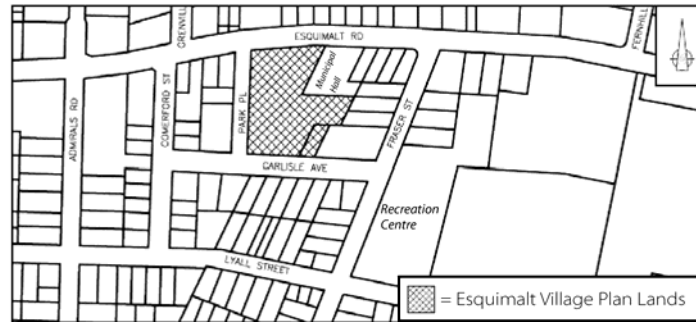 GRENVILL
ESQUIMALT RD
FERNHILL
Municipal
Hall
ADMIRALS RD
COMERFORD ST
PARK PL
FRASER ST
CARLISLE AVE
Recreation
Centre
LYALL STREET
= Esquimalt Village Plan Lands